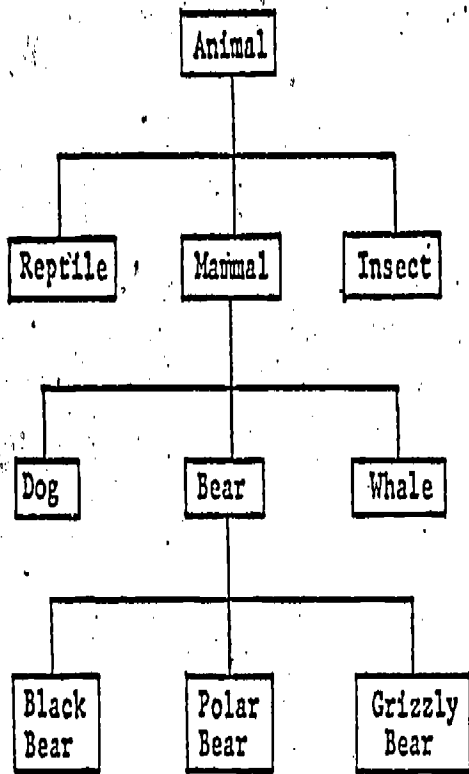 Animal
Reptile Mammal Insect
Dog Bear Whale
Black Polar Grizzly
Bear Bear Bear